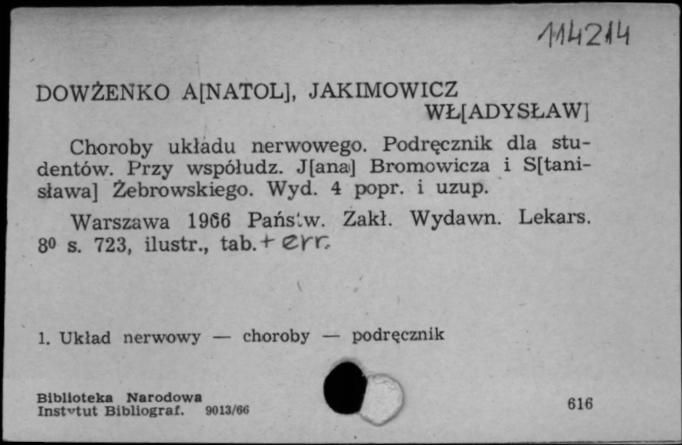 114214
DOWŻENKO A[NATOL], JAKIMOWICZ
WŁ[ADYSŁAW]
Choroby układu nerwowego. Podręcznik dla stu-
dentów. Przy współudz. J[ana] Bromowicza i S[tani-
sława] Żebrowskiego. Wyd. 4 popr. i uzup.
Warszawa 1966 Państw. Zakł. Wydawn. Lekars.
8⁰ s. 723, ilustr., tab. + err.
1. Układ nerwowy — choroby — podręcznik
Biblioteka Narodowa
Instytut Bibliograf. 9013/66
616